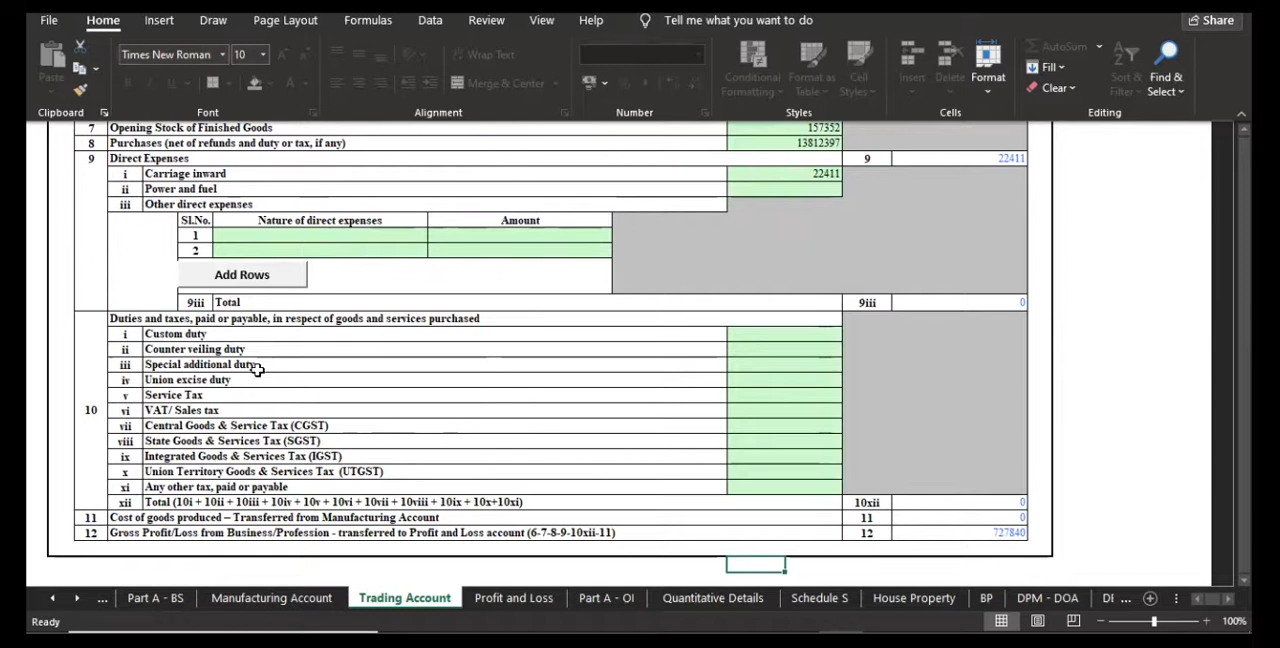 File Home Insert Draw Page Layout Formulas Data Review View Help Tell me what you want to do Share
Times New Roman 10 Wrap Text AutoSum
Paste Merge & Center Conditional Formatting Format as Table Cell Styles Insert Delete Format Fill Clear Sort & Filter Find & Select
Clipboard Font Alignment Number Styles Cells Editing
7 Opening Stock of Finished Goods 157352
8 Purchases (net of refunds and duty or tax, if any) 13812397
9 Direct Expenses 9 22411
i Carriage inward 22411
ii Power and fuel
iii Other direct expenses
Sl.No. Nature of direct expenses Amount
1
2
Add Rows
9iii Total 9iii 0
Duties and taxes, paid or payable, in respect of goods and services purchased
i Custom duty
ii Counter veiling duty
iii Special additional duty
iv Union excise duty
v Service Tax
10 vi VAT/ Sales tax
vii Central Goods & Service Tax (CGST)
viii State Goods & Services Tax (SGST)
ix Integrated Goods & Services Tax (IGST)
x Union Territory Goods & Services Tax (UTGST)
xi Any other tax, paid or payable
xii Total (10i + 10ii + 10iii + 10iv + 10v + 10vi + 10vii + 10viii + 10ix + 10x+10xi) 10xii 0
11 Cost of goods produced – Transferred from Manufacturing Account 11 0
12 Gross Profit/Loss from Business/Profession - transferred to Profit and Loss account (6-7-8-9-10xii-11) 12 727840
... Part A - BS Manufacturing Account Trading Account Profit and Loss Part A - OI Quantitative Details Schedule S House Property BP DPM - DOA DE ...
Ready 100%